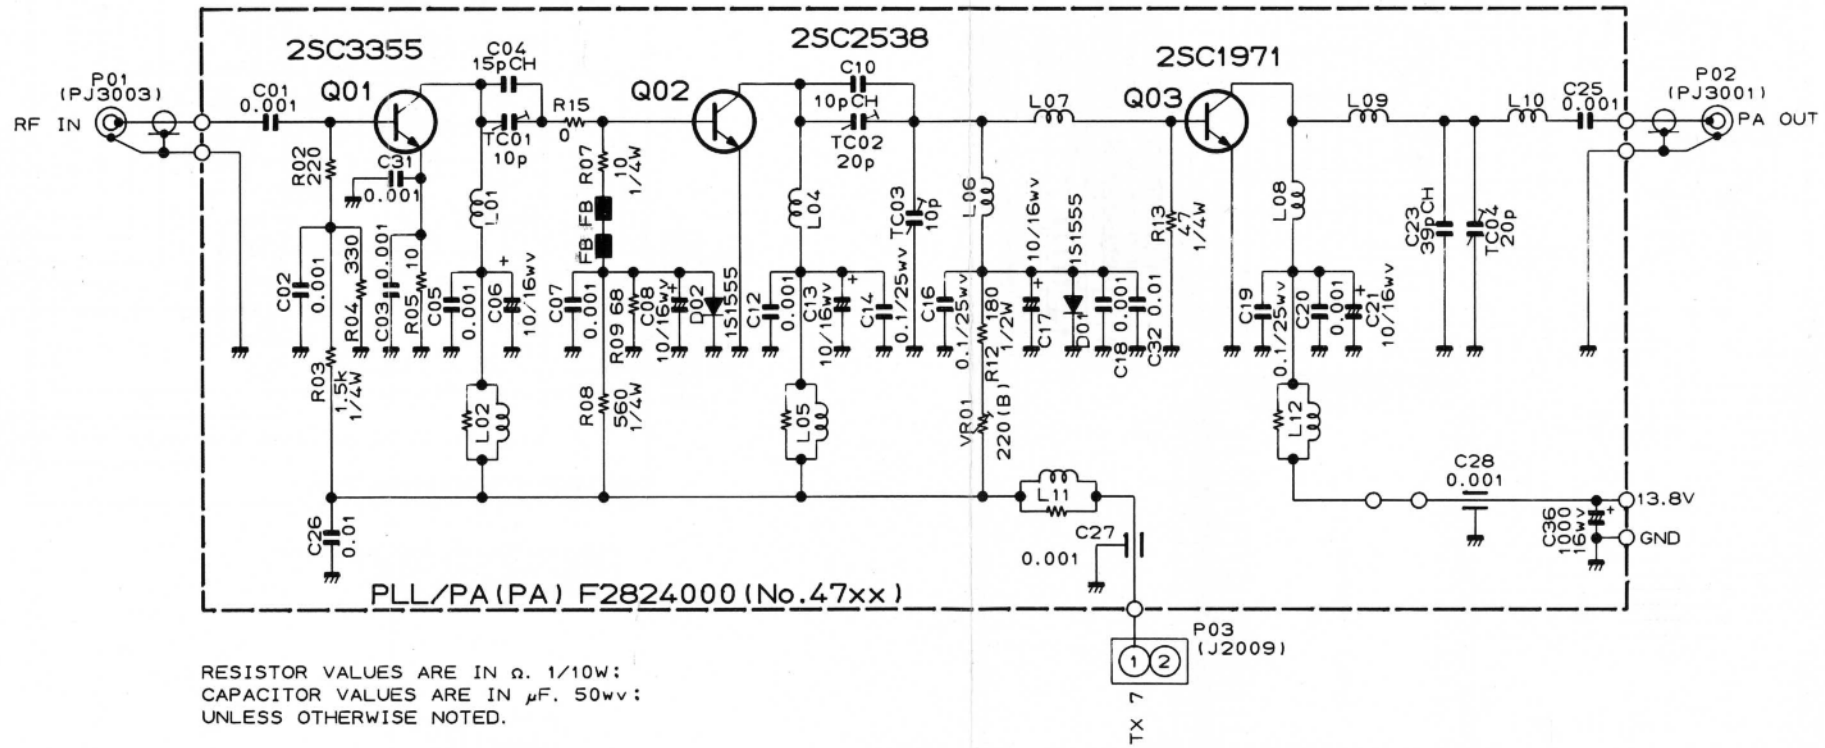 2SC3355
2SC2538
2SC1971
P01
(PJ3003)
RF IN
C01
0.001
Q01
C04
15pCH
TC01
10p
R15
0
Q02
C10
10pCH
TC02
20p
L07
Q03
L09
L10
C25
0.001
P02
(PJ3001)
PA OUT
R02
220
C31
0.001
L01
R07
10
1/4W
FB FB
L04
TC03
10p
L06
10/16wv
1S1555
R13
47
1/4W
L08
C23
39pCH
TC04
20p
C02
0.001
R04 330
C03 0.001
R05 10
C05
0.001
C06
+
10/16wv
C07
0.001
R09 68
C08
+
10/16wv
D02
1S1555
C12
0.001
C13
+
10/16wv
C14
0.1/25wv
C16
0.1/25wv
R12 180
1/2W
C17
+
D01
C18 0.001
C32 0.01
C19
0.1/25wv
C20
0.001
C21
+
10/16wv
R03
1.5k
1/4W
L02
R08
560
1/4W
L05
VR01
220(B)
L12
L11
C26
0.01
C27
0.001
C28
0.001
13.8V
C36
1000
16wv
+
GND
PLL/PA(PA) F2824000(No.47xx)
P03
(J2009)
1 2
TX 7
RESISTOR VALUES ARE IN Ω. 1/10W;
CAPACITOR VALUES ARE IN μF. 50wv;
UNLESS OTHERWISE NOTED.